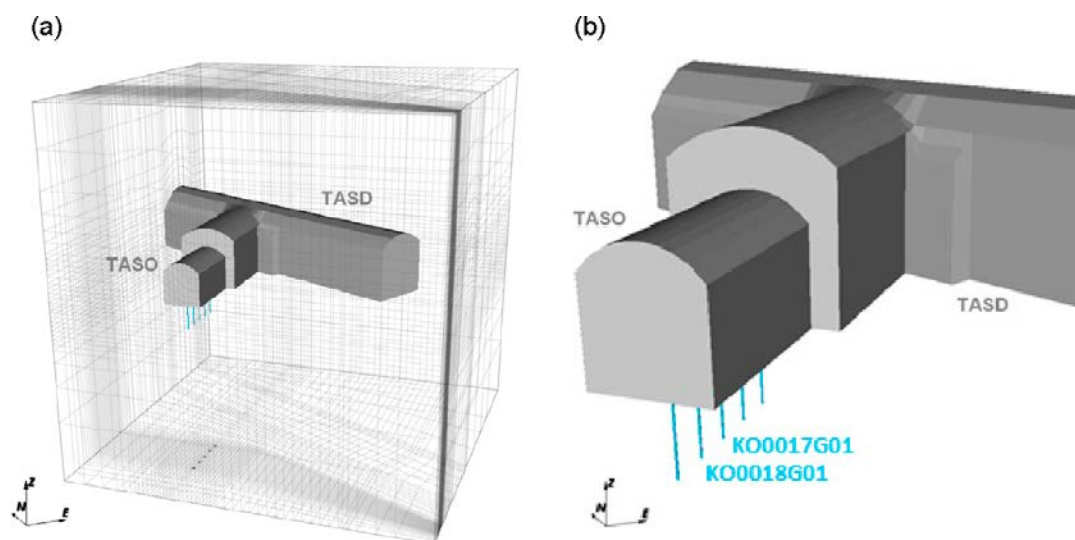 (a)
(b)
TASD
TASO
TASO
TASD
KO0017G01
KO0018G01
Z
N
E
Z
N
E